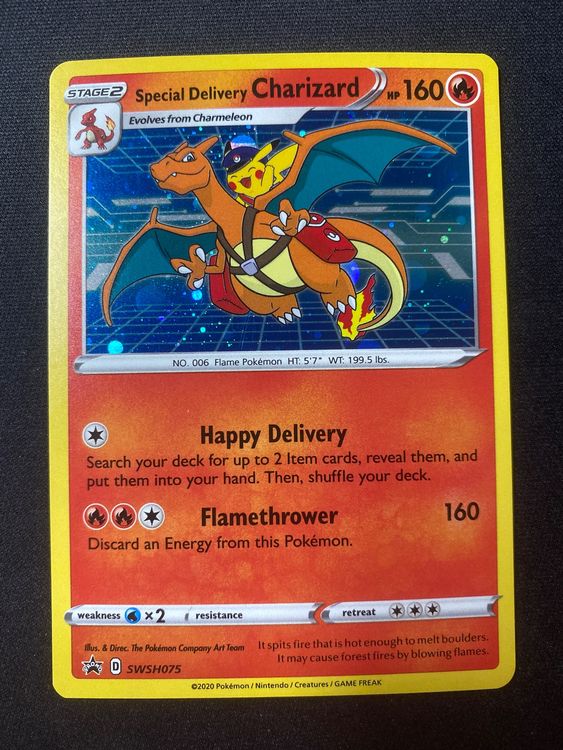 STAGE2
Special Delivery Charizard HP 160
Evolves from Charmeleon
NO. 006 Flame Pokémon HT: 5'7" WT: 199.5 lbs.
Happy Delivery
Search your deck for up to 2 Item cards, reveal them, and
put them into your hand. Then, shuffle your deck.
Flamethrower 160
Discard an Energy from this Pokémon.
weakness ×2 resistance retreat
Illus. & Direc. The Pokémon Company Art Team
It spits fire that is hot enough to melt boulders.
It may cause forest fires by blowing flames.
PROMO D SWSH075
©2020 Pokémon / Nintendo / Creatures / GAME FREAK